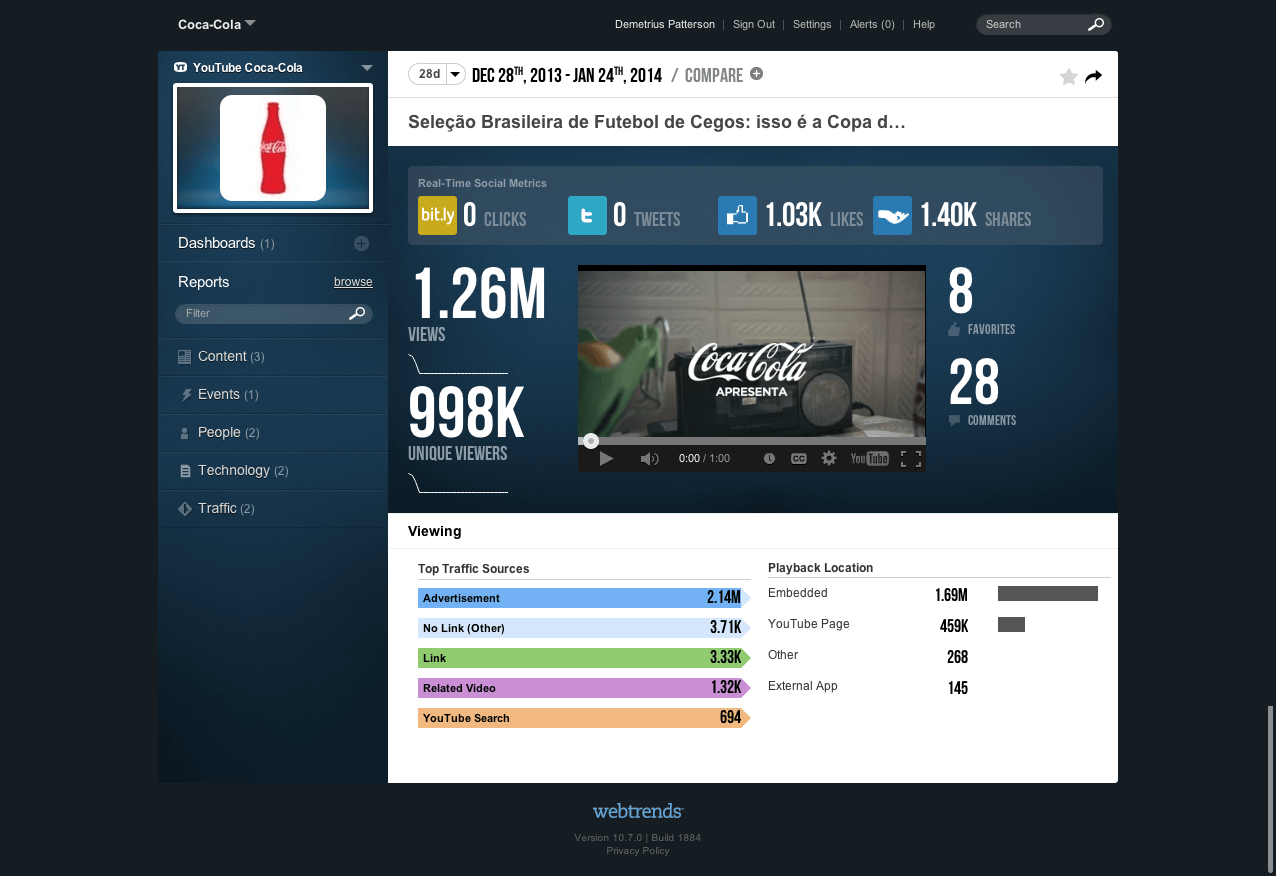 Coca-Cola
Demetrius Patterson | Sign Out | Settings | Alerts (0) | Help
Search
YT YouTube Coca-Cola
Coca-Cola
Dashboards (1)
Reports browse
Filter
Content (3)
Events (1)
People (2)
Technology (2)
Traffic (2)
28d DEC 28TH, 2013 - JAN 24TH, 2014 / COMPARE
Seleção Brasileira de Futebol de Cegos: isso é a Copa d…
Real-Time Social Metrics
bit.ly 0 CLICKS t 0 TWEETS 1.03K LIKES 1.40K SHARES
1.26M
VIEWS
998K
UNIQUE VIEWERS
Coca-Cola
APRESENTA
0:00 / 1:00 CC YouTube
8
FAVORITES
28
COMMENTS
Viewing
Top Traffic Sources
Advertisement 2.14M
No Link (Other) 3.71K
Link 3.33K
Related Video 1.32K
YouTube Search 694
Playback Location
Embedded 1.69M
YouTube Page 459K
Other 268
External App 145
webtrends
Version 10.7.0 | Build 1884
Privacy Policy